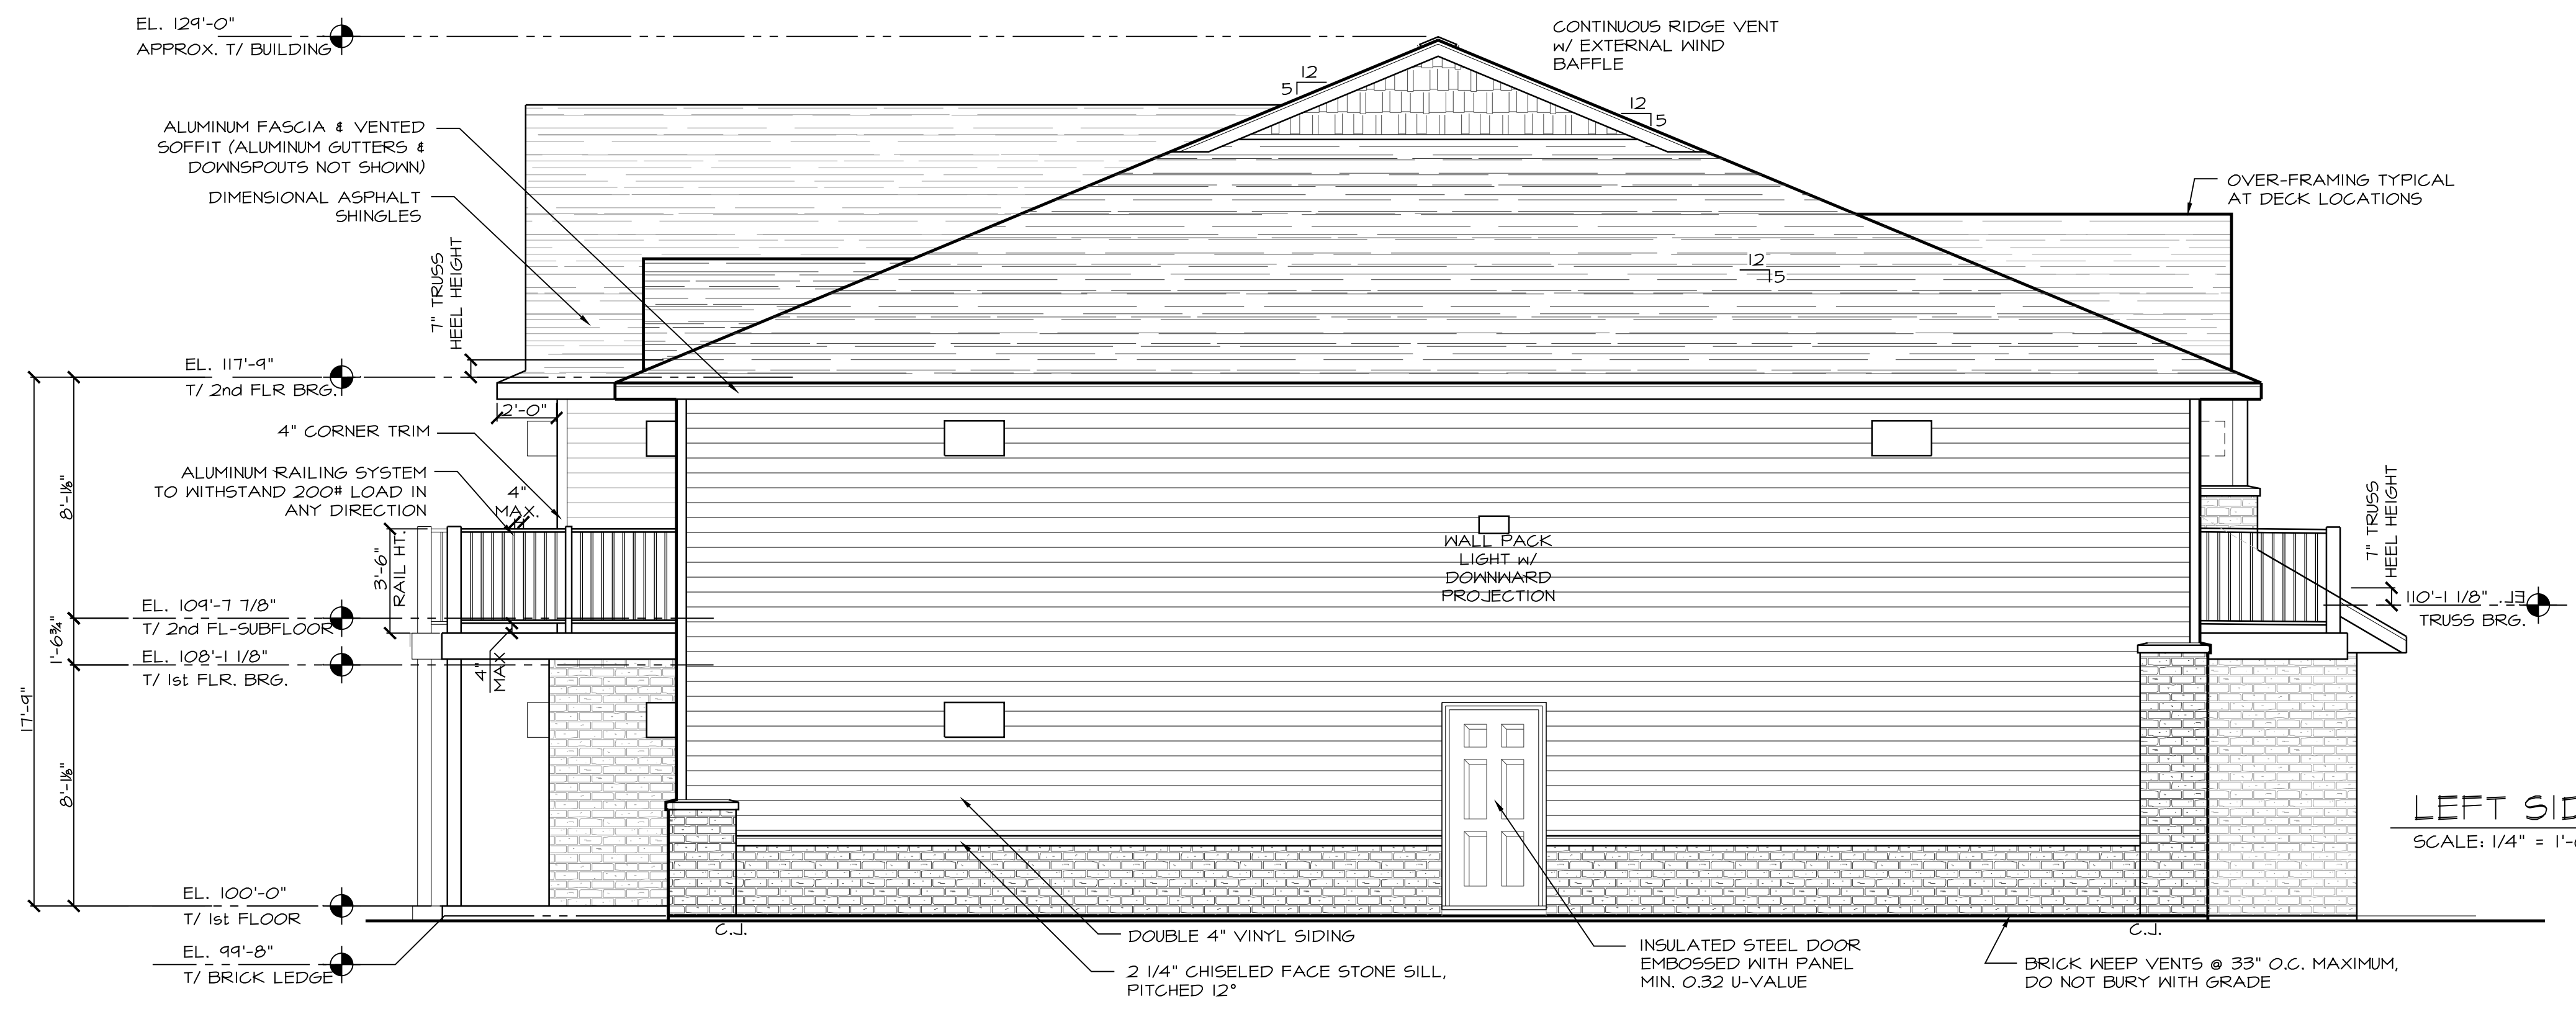 EL. 129'-0"
APPROX. T/ BUILDING
CONTINUOUS RIDGE VENT
w/ EXTERNAL WIND
BAFFLE
12
5
12
5
ALUMINUM FASCIA & VENTED
SOFFIT (ALUMINUM GUTTERS &
DOWNSPOUTS NOT SHOWN)
DIMENSIONAL ASPHALT
SHINGLES
OVER-FRAMING TYPICAL
AT DECK LOCATIONS
7" TRUSS
HEEL HEIGHT
12
5
EL. 117'-9"
T/ 2nd FLR BRG.
2'-0"
4" CORNER TRIM
ALUMINUM RAILING SYSTEM
TO WITHSTAND 200# LOAD IN
ANY DIRECTION
4"
MAX.
8'-1⅛"
3'-6"
RAIL HT.
WALL PACK
LIGHT w/
DOWNWARD
PROJECTION
7" TRUSS
HEEL HEIGHT
110'-1 1/8" EL.
TRUSS BRG.
EL. 109'-7 7/8"
T/ 2nd FL-SUBFLOOR
1'-6¾"
EL. 108'-1 1/8"
T/ 1st FLR. BRG.
4"
MAX
17'-9"
8'-1⅛"
LEFT SID
SCALE: 1/4" = 1'-
EL. 100'-0"
T/ 1st FLOOR
EL. 99'-8"
T/ BRICK LEDGE
C.J.
C.J.
DOUBLE 4" VINYL SIDING
2 1/4" CHISELED FACE STONE SILL,
PITCHED 12°
INSULATED STEEL DOOR
EMBOSSED WITH PANEL
MIN. 0.32 U-VALUE
BRICK WEEP VENTS @ 33" O.C. MAXIMUM,
DO NOT BURY WITH GRADE